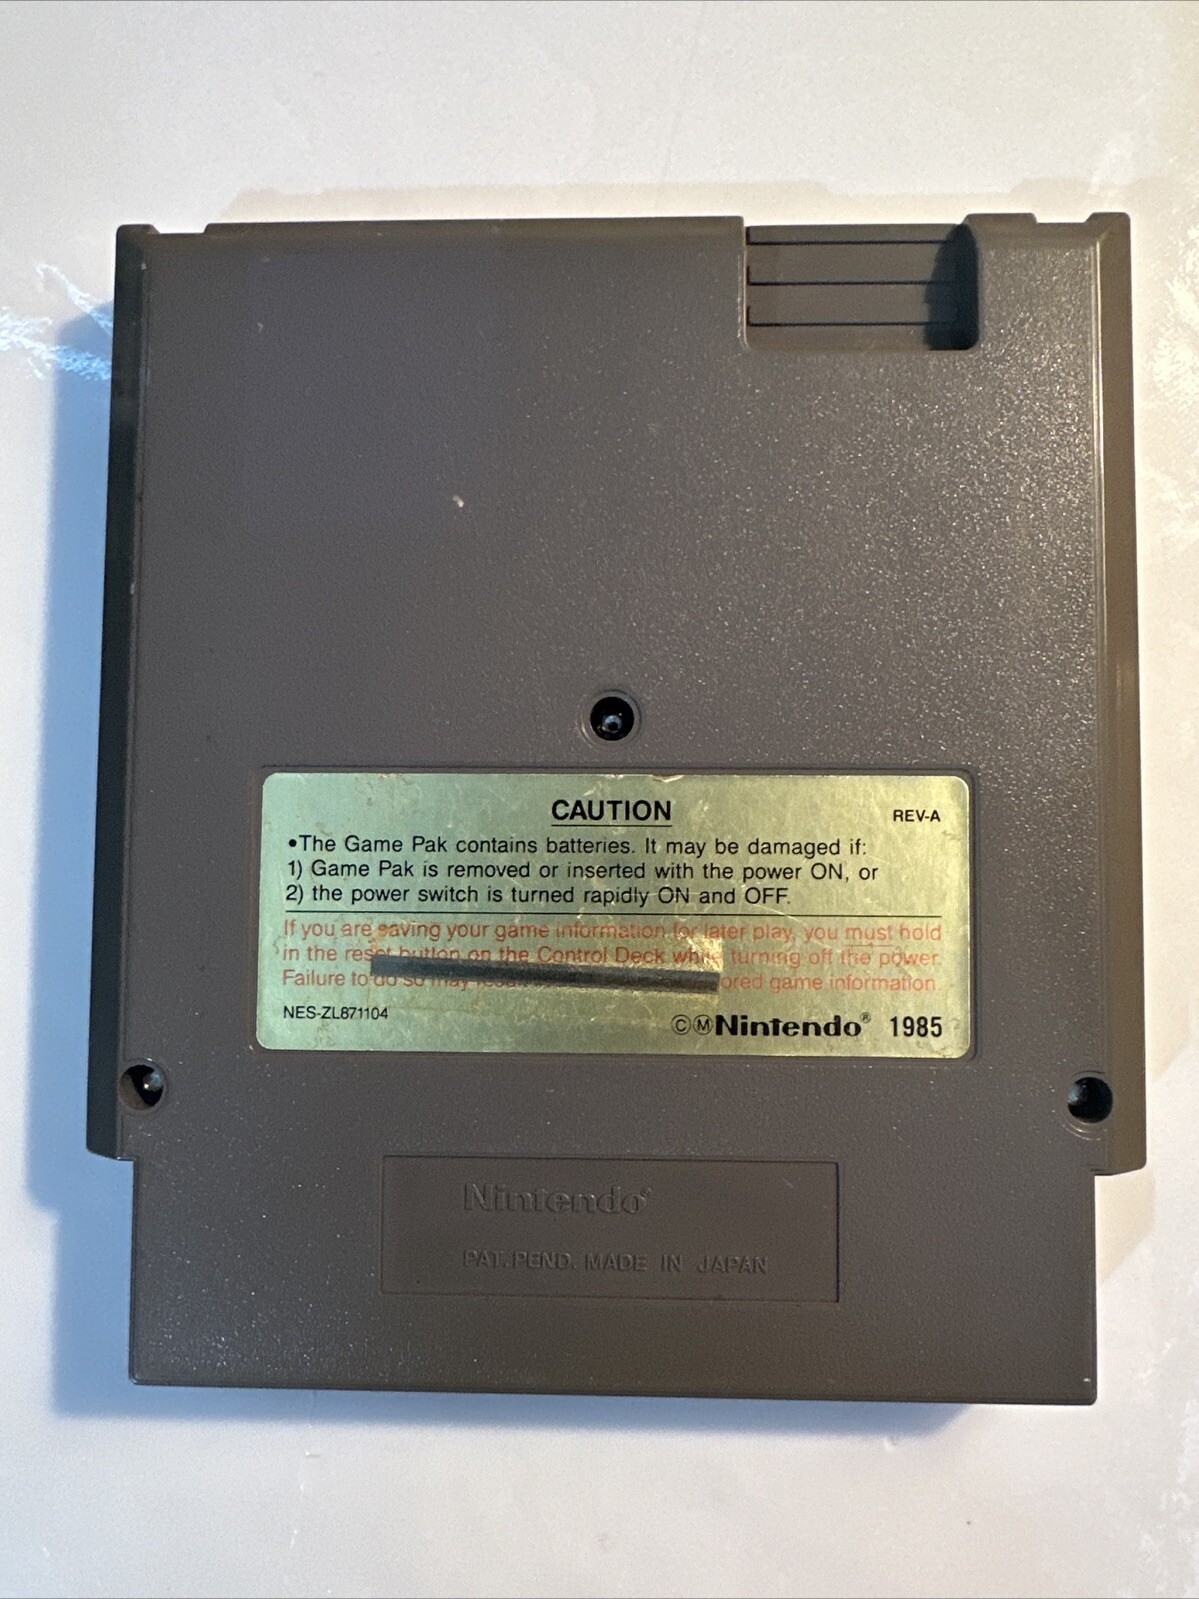 CAUTION
REV-A
•The Game Pak contains batteries. It may be damaged if:
1) Game Pak is removed or inserted with the power ON, or
2) the power switch is turned rapidly ON and OFF.
If you are saving your game information for later play, you must hold
in the reset button on the Control Deck while turning off the power.
Failure to do so may ored game information.
NES-ZL871104
©ⓂNintendo® 1985
Nintendo®
PAT. PEND. MADE IN JAPAN